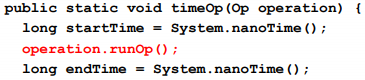 public static void timeOp(Op operation) {
long startTime = System.nanoTime();
operation.runOp();
long endTime = System.nanoTime();